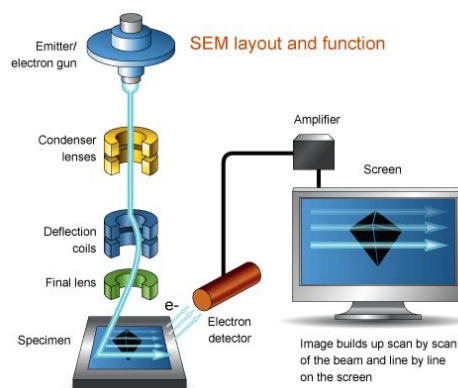 Emitter/
electron gun
SEM layout and function
Condenser
lenses
Amplifier
Screen
Deflection
coils
Final lens
e-
Specimen
Electron
detector
Image builds up scan by scan
of the beam and line by line
on the screen